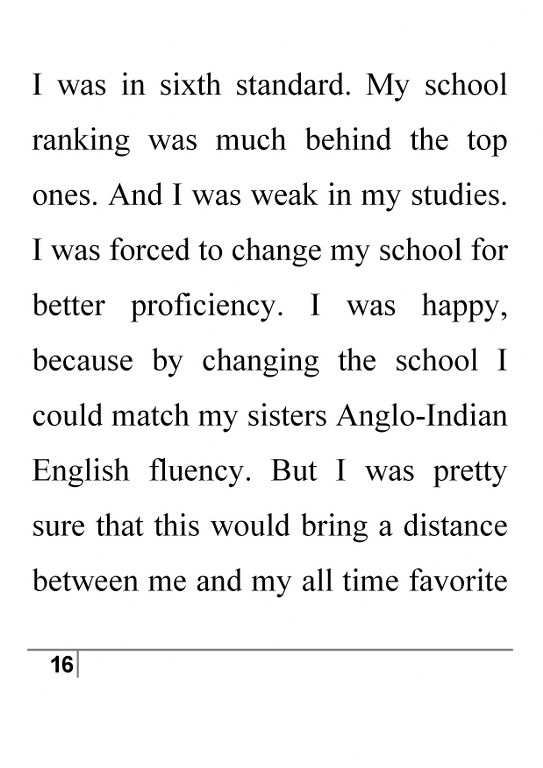 I was in sixth standard. My school
ranking was much behind the top
ones. And I was weak in my studies.
I was forced to change my school for
better proficiency. I was happy,
because by changing the school I
could match my sisters Anglo-Indian
English fluency. But I was pretty
sure that this would bring a distance
between me and my all time favorite
16